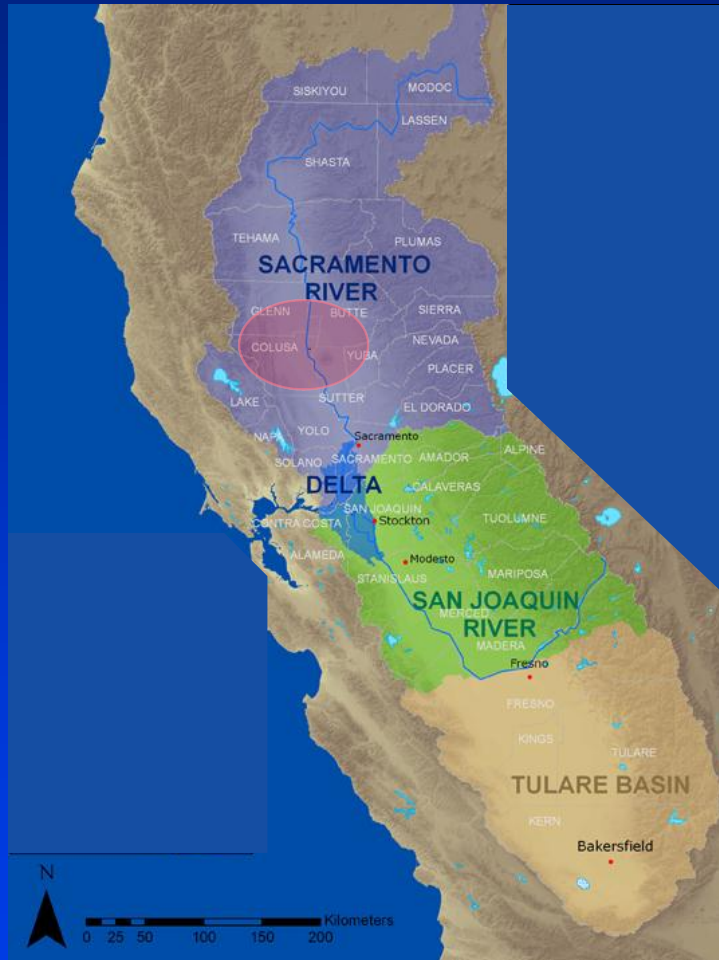 SISKIYOU
MODOC
LASSEN
SHASTA
TEHAMA
PLUMAS
SACRAMENTO
RIVER
GLENN
BUTTE
SIERRA
COLUSA
YUBA
NEVADA
PLACER
LAKE
SUTTER
EL DORADO
NAPA
YOLO
Sacramento
SOLANO
SACRAMENTO
AMADOR
ALPINE
DELTA
CALAVERAS
SAN JOAQUIN
CONTRA COSTA
Stockton
TUOLUMNE
ALAMEDA
Modesto
STANISLAUS
MARIPOSA
SAN JOAQUIN
RIVER
MERCED
MADERA
Fresno
FRESNO
KINGS
TULARE
TULARE BASIN
KERN
Bakersfield
N
Kilometers
0 25 50 100 150 200